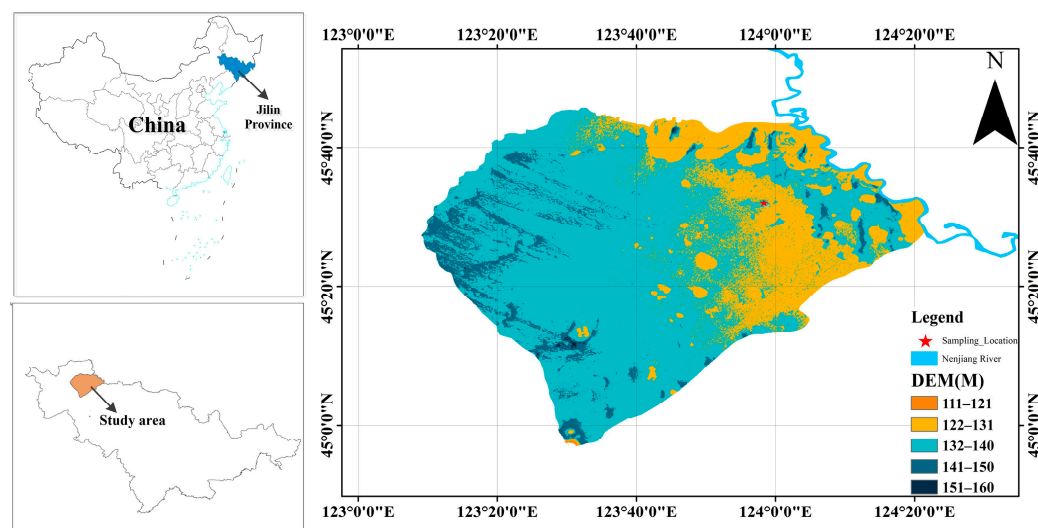 China
Jilin
Province
Study area
123°0'0"E 123°20'0"E 123°40'0"E 124°0'0"E 124°20'0"E
N
45°40'0"N
45°20'0"N
45°0'0"N
45°40'0"N
45°20'0"N
45°0'0"N
Legend
Sampling_Location
Nenjiang River
DEM(M)
111–121
122–131
132–140
141–150
151–160
123°0'0"E 123°20'0"E 123°40'0"E 124°0'0"E 124°20'0"E